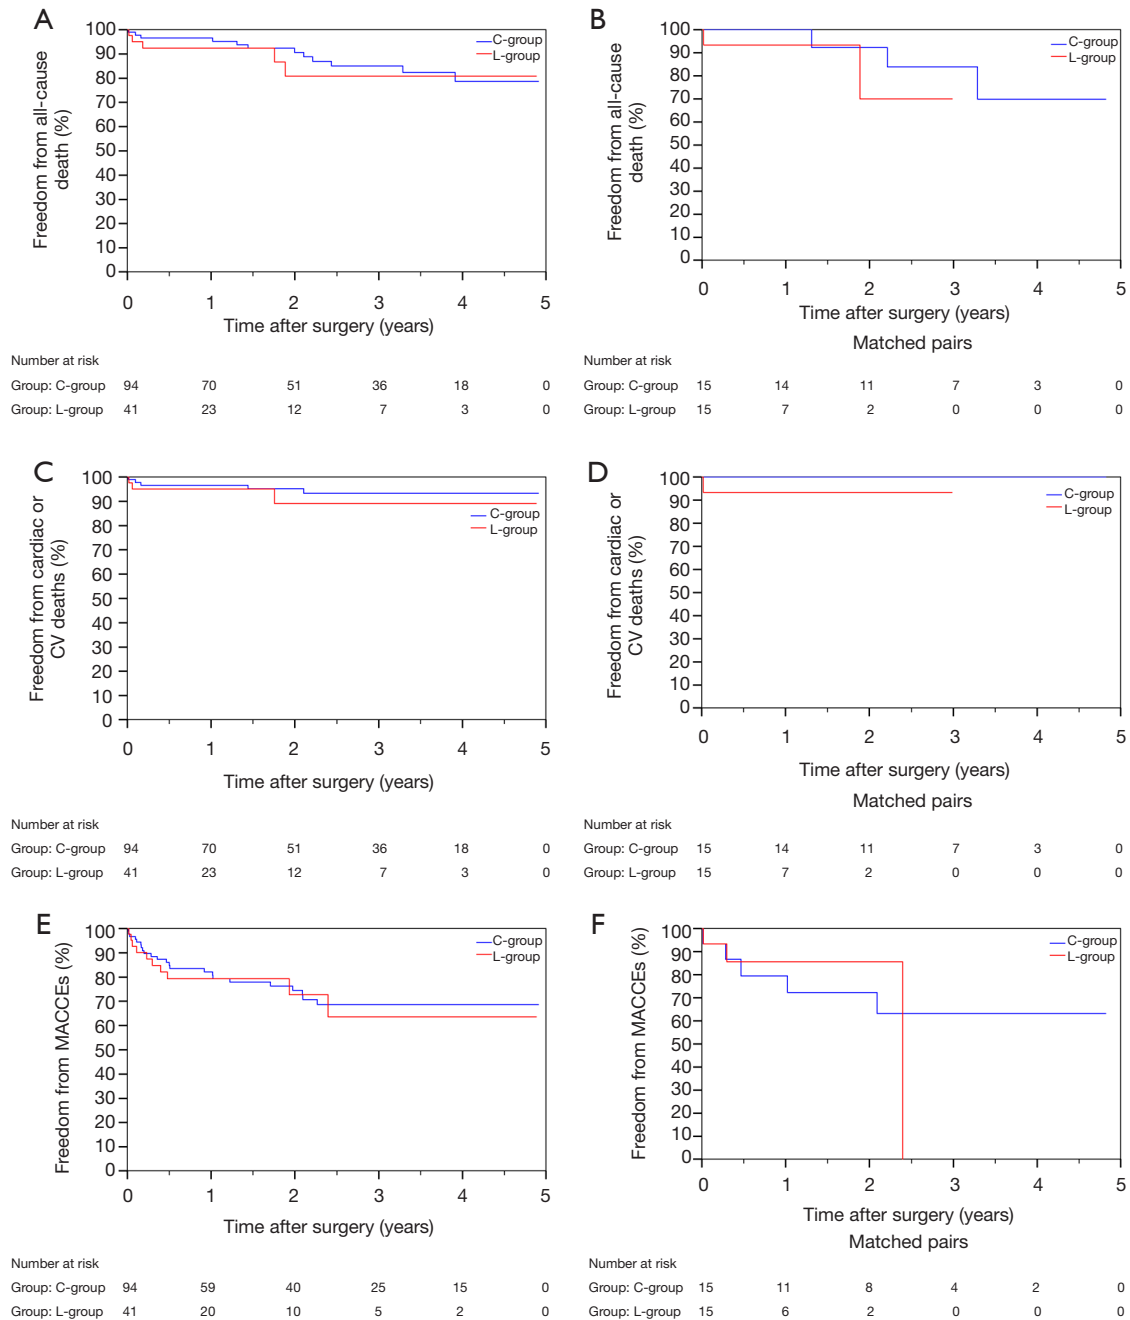 A
Freedom from all-cause
death (%)
100
90
80
70
60
50
40
30
20
10
0
C-group
L-group
0 1 2 3 4 5
Time after surgery (years)
Number at risk
Group: C-group 94 70 51 36 18 0
Group: L-group 41 23 12 7 3 0
B
Freedom from all-cause
death (%)
100
90
80
70
60
50
40
30
20
10
0
C-group
L-group
0 1 2 3 4 5
Time after surgery (years)
Matched pairs
Number at risk
Group: C-group 15 14 11 7 3 0
Group: L-group 15 7 2 0 0 0
C
Freedom from cardiac or
CV deaths (%)
100
90
80
70
60
50
40
30
20
10
0
C-group
L-group
0 1 2 3 4 5
Time after surgery (years)
Number at risk
Group: C-group 94 70 51 36 18 0
Group: L-group 41 23 12 7 3 0
D
Freedom from cardiac or
CV deaths (%)
100
90
80
70
60
50
40
30
20
10
0
C-group
L-group
0 1 2 3 4 5
Time after surgery (years)
Matched pairs
Number at risk
Group: C-group 15 14 11 7 3 0
Group: L-group 15 7 2 0 0 0
E
Freedom from MACCEs (%)
100
90
80
70
60
50
40
30
20
10
0
C-group
L-group
0 1 2 3 4 5
Time after surgery (years)
Number at risk
Group: C-group 94 59 40 25 15 0
Group: L-group 41 20 10 5 2 0
F
Freedom from MACCEs (%)
100
90
80
70
60
50
40
30
20
10
0
C-group
L-group
0 1 2 3 4 5
Time after surgery (years)
Matched pairs
Number at risk
Group: C-group 15 11 8 4 2 0
Group: L-group 15 6 2 0 0 0